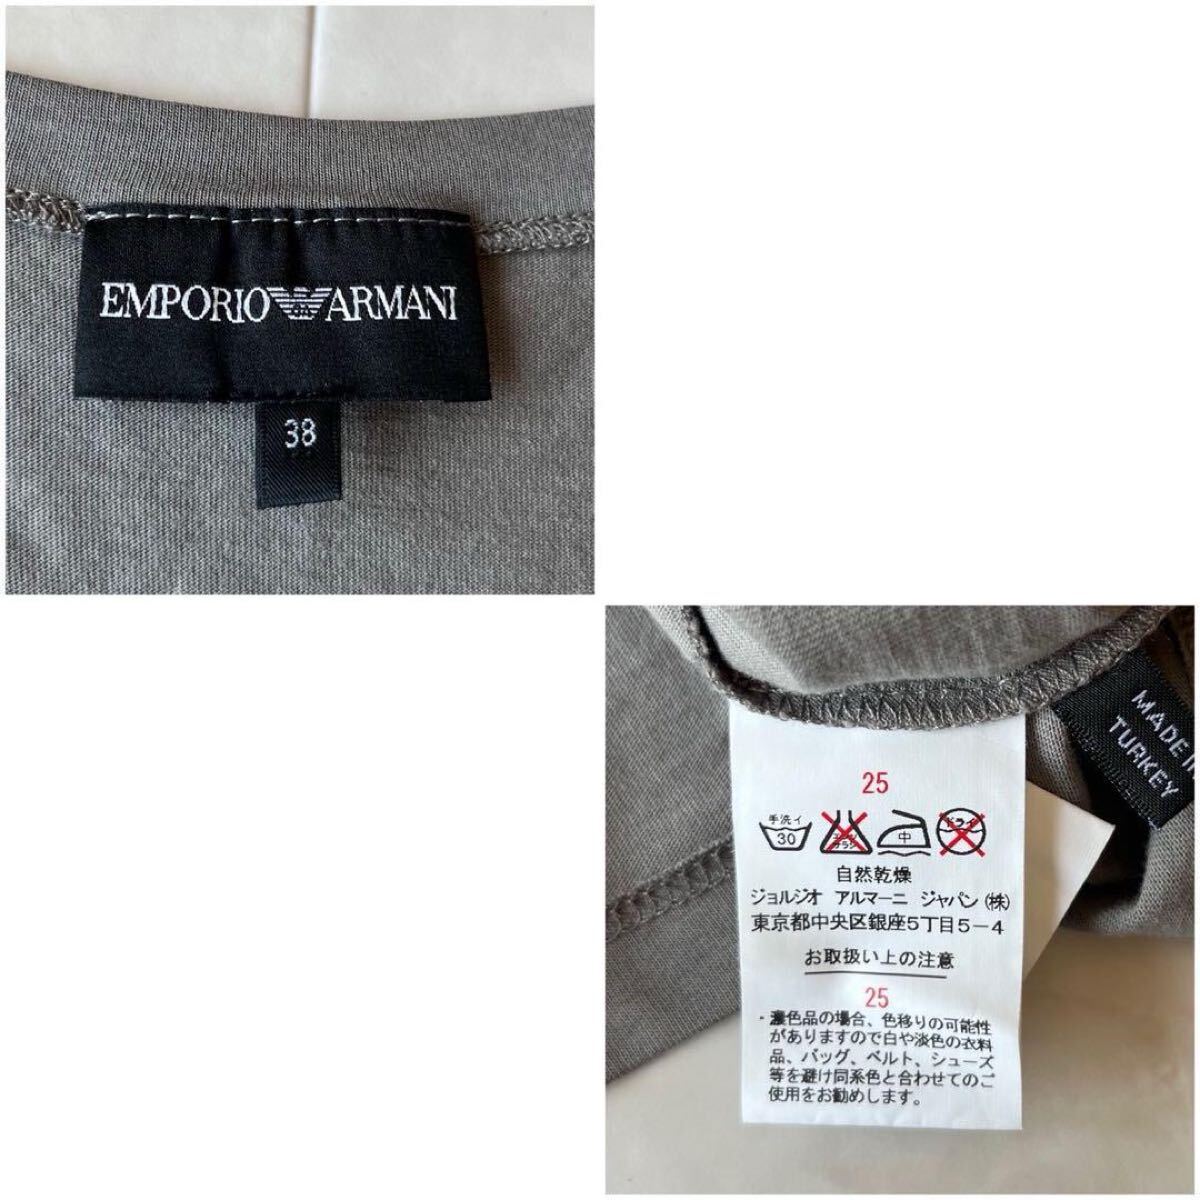 EMPORIO ARMANI
38
MADE IN
TURKEY
25
手洗イ
30
中
ドライ
自然乾燥
ジョルジオ アルマーニ ジャパン(株)
東京都中央区銀座5丁目5-4
お取扱い上の注意
25
・濃色品の場合、色移りの可能性
がありますので白や淡色の衣料
品、バッグ、ベルト、シューズ
等を避け同系色と合わせてのご
使用をお勧めします。